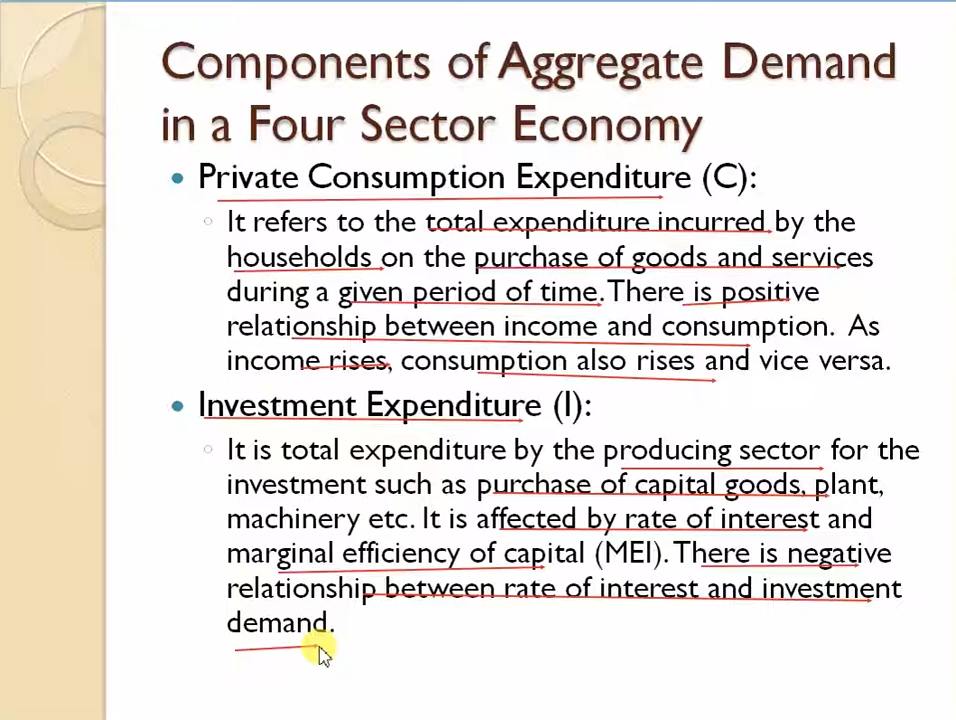 Components of Aggregate Demand
in a Four Sector Economy
• Private Consumption Expenditure (C):
◦ It refers to the total expenditure incurred by the
households on the purchase of goods and services
during a given period of time. There is positive
relationship between income and consumption. As
income rises, consumption also rises and vice versa.
• Investment Expenditure (I):
◦ It is total expenditure by the producing sector for the
investment such as purchase of capital goods, plant,
machinery etc. It is affected by rate of interest and
marginal efficiency of capital (MEI). There is negative
relationship between rate of interest and investment
demand.